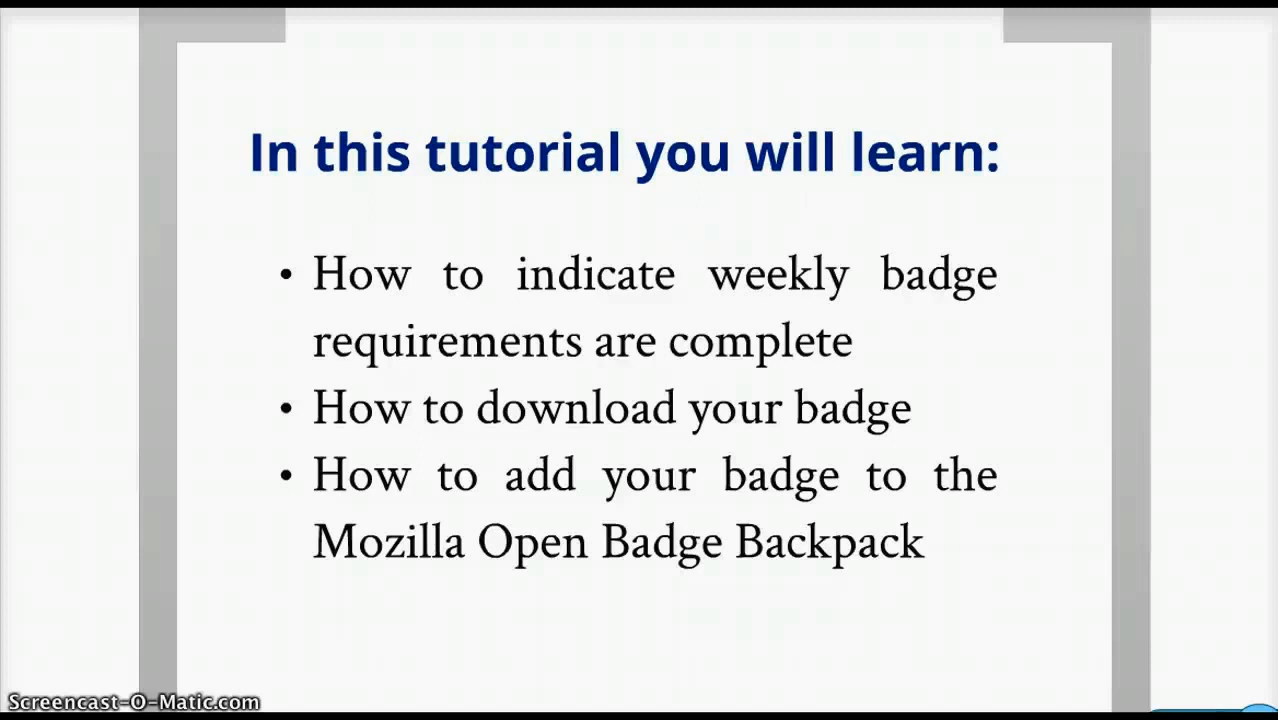 In this tutorial you will learn:
• How to indicate weekly badge
requirements are complete
• How to download your badge
• How to add your badge to the
Mozilla Open Badge Backpack
Screencast-O-Matic.com